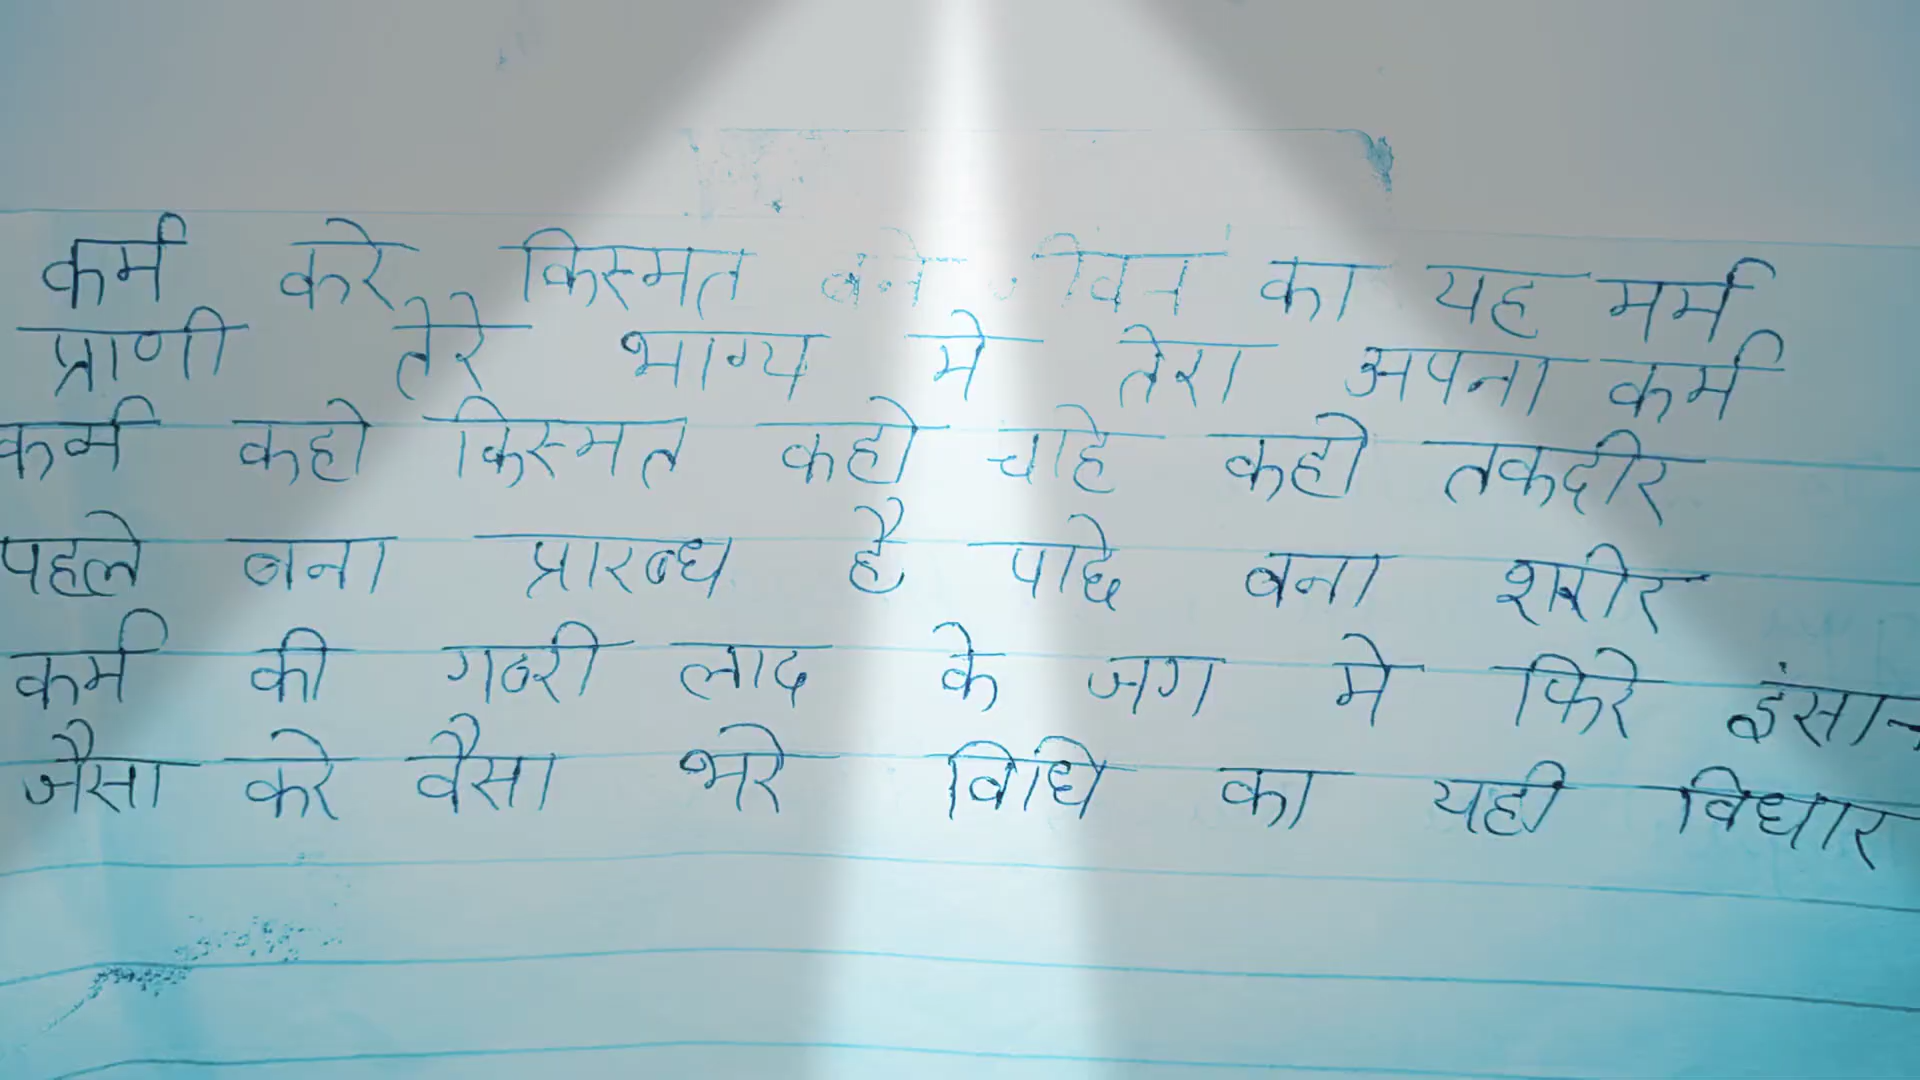 कर्म करे किस्मत बने जीवन का यह मर्म
प्राणी तेरे भाग्य मे तेरा अपना कर्म
कर्म कहो किस्मत कहो चाहे कहो तकदीर
पहले बना प्रारब्ध है पाछे बना शरीर
कर्म की गठरी लाद के जग मे फिरे इंसान
जैसा करे वैसा भरे विधि का यही विधार